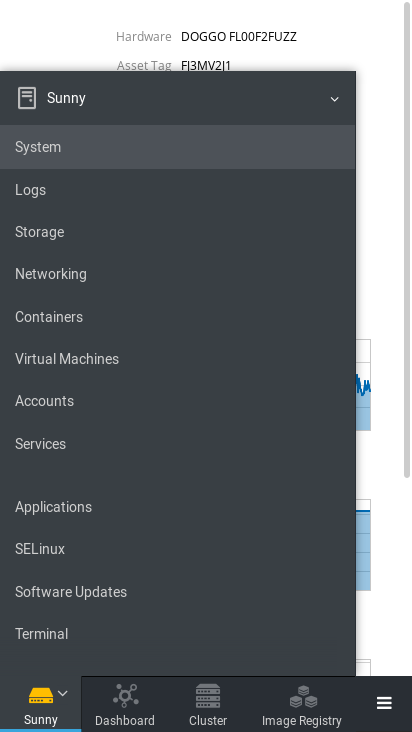 Hardware DOGGO FL00F2FUZZ
Asset Tag FJ3MV2J1
Sunny
System
Logs
Storage
Networking
Containers
Virtual Machines
Accounts
Services
Applications
SELinux
Software Updates
Terminal
Sunny Dashboard Cluster Image Registry